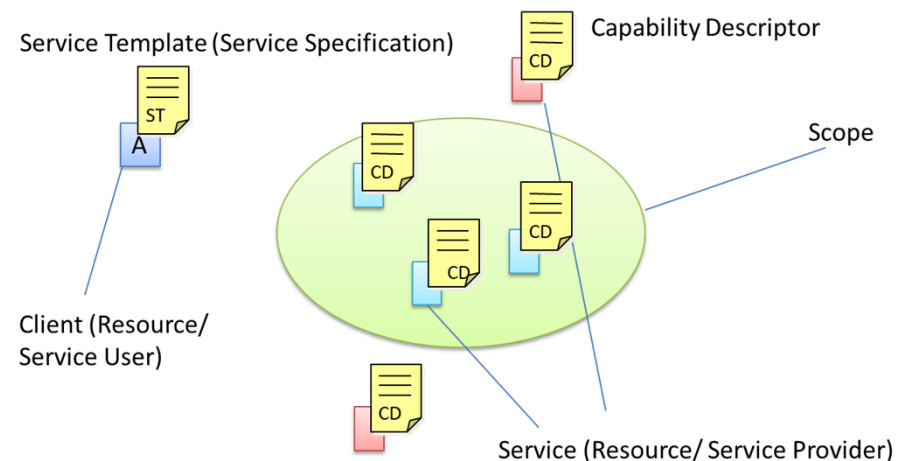 Service Template (Service Specification)
Capability Descriptor
CD
ST
A
Scope
CD
CD
CD
Client (Resource/
Service User)
CD
Service (Resource/ Service Provider)